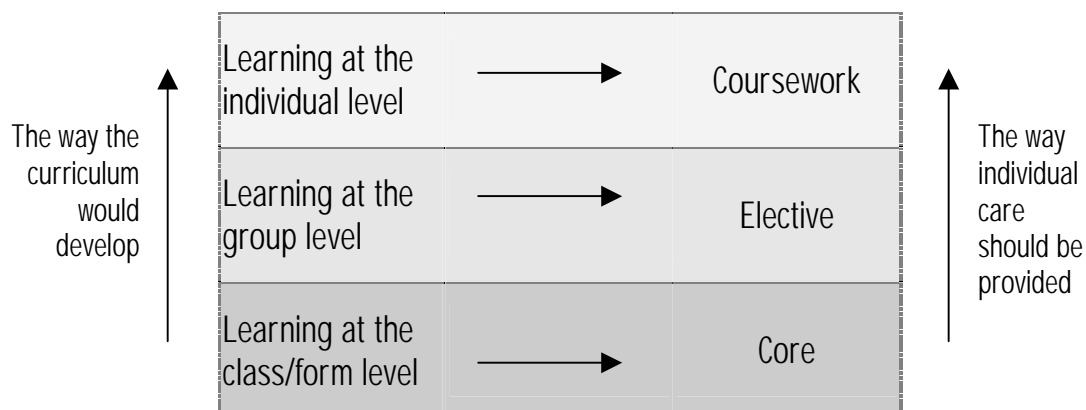 Learning at the
individual level
Coursework
The way the
curriculum
would
develop
Learning at the
group level
Elective
The way
individual
care
should be
provided
Learning at the
class/form level
Core